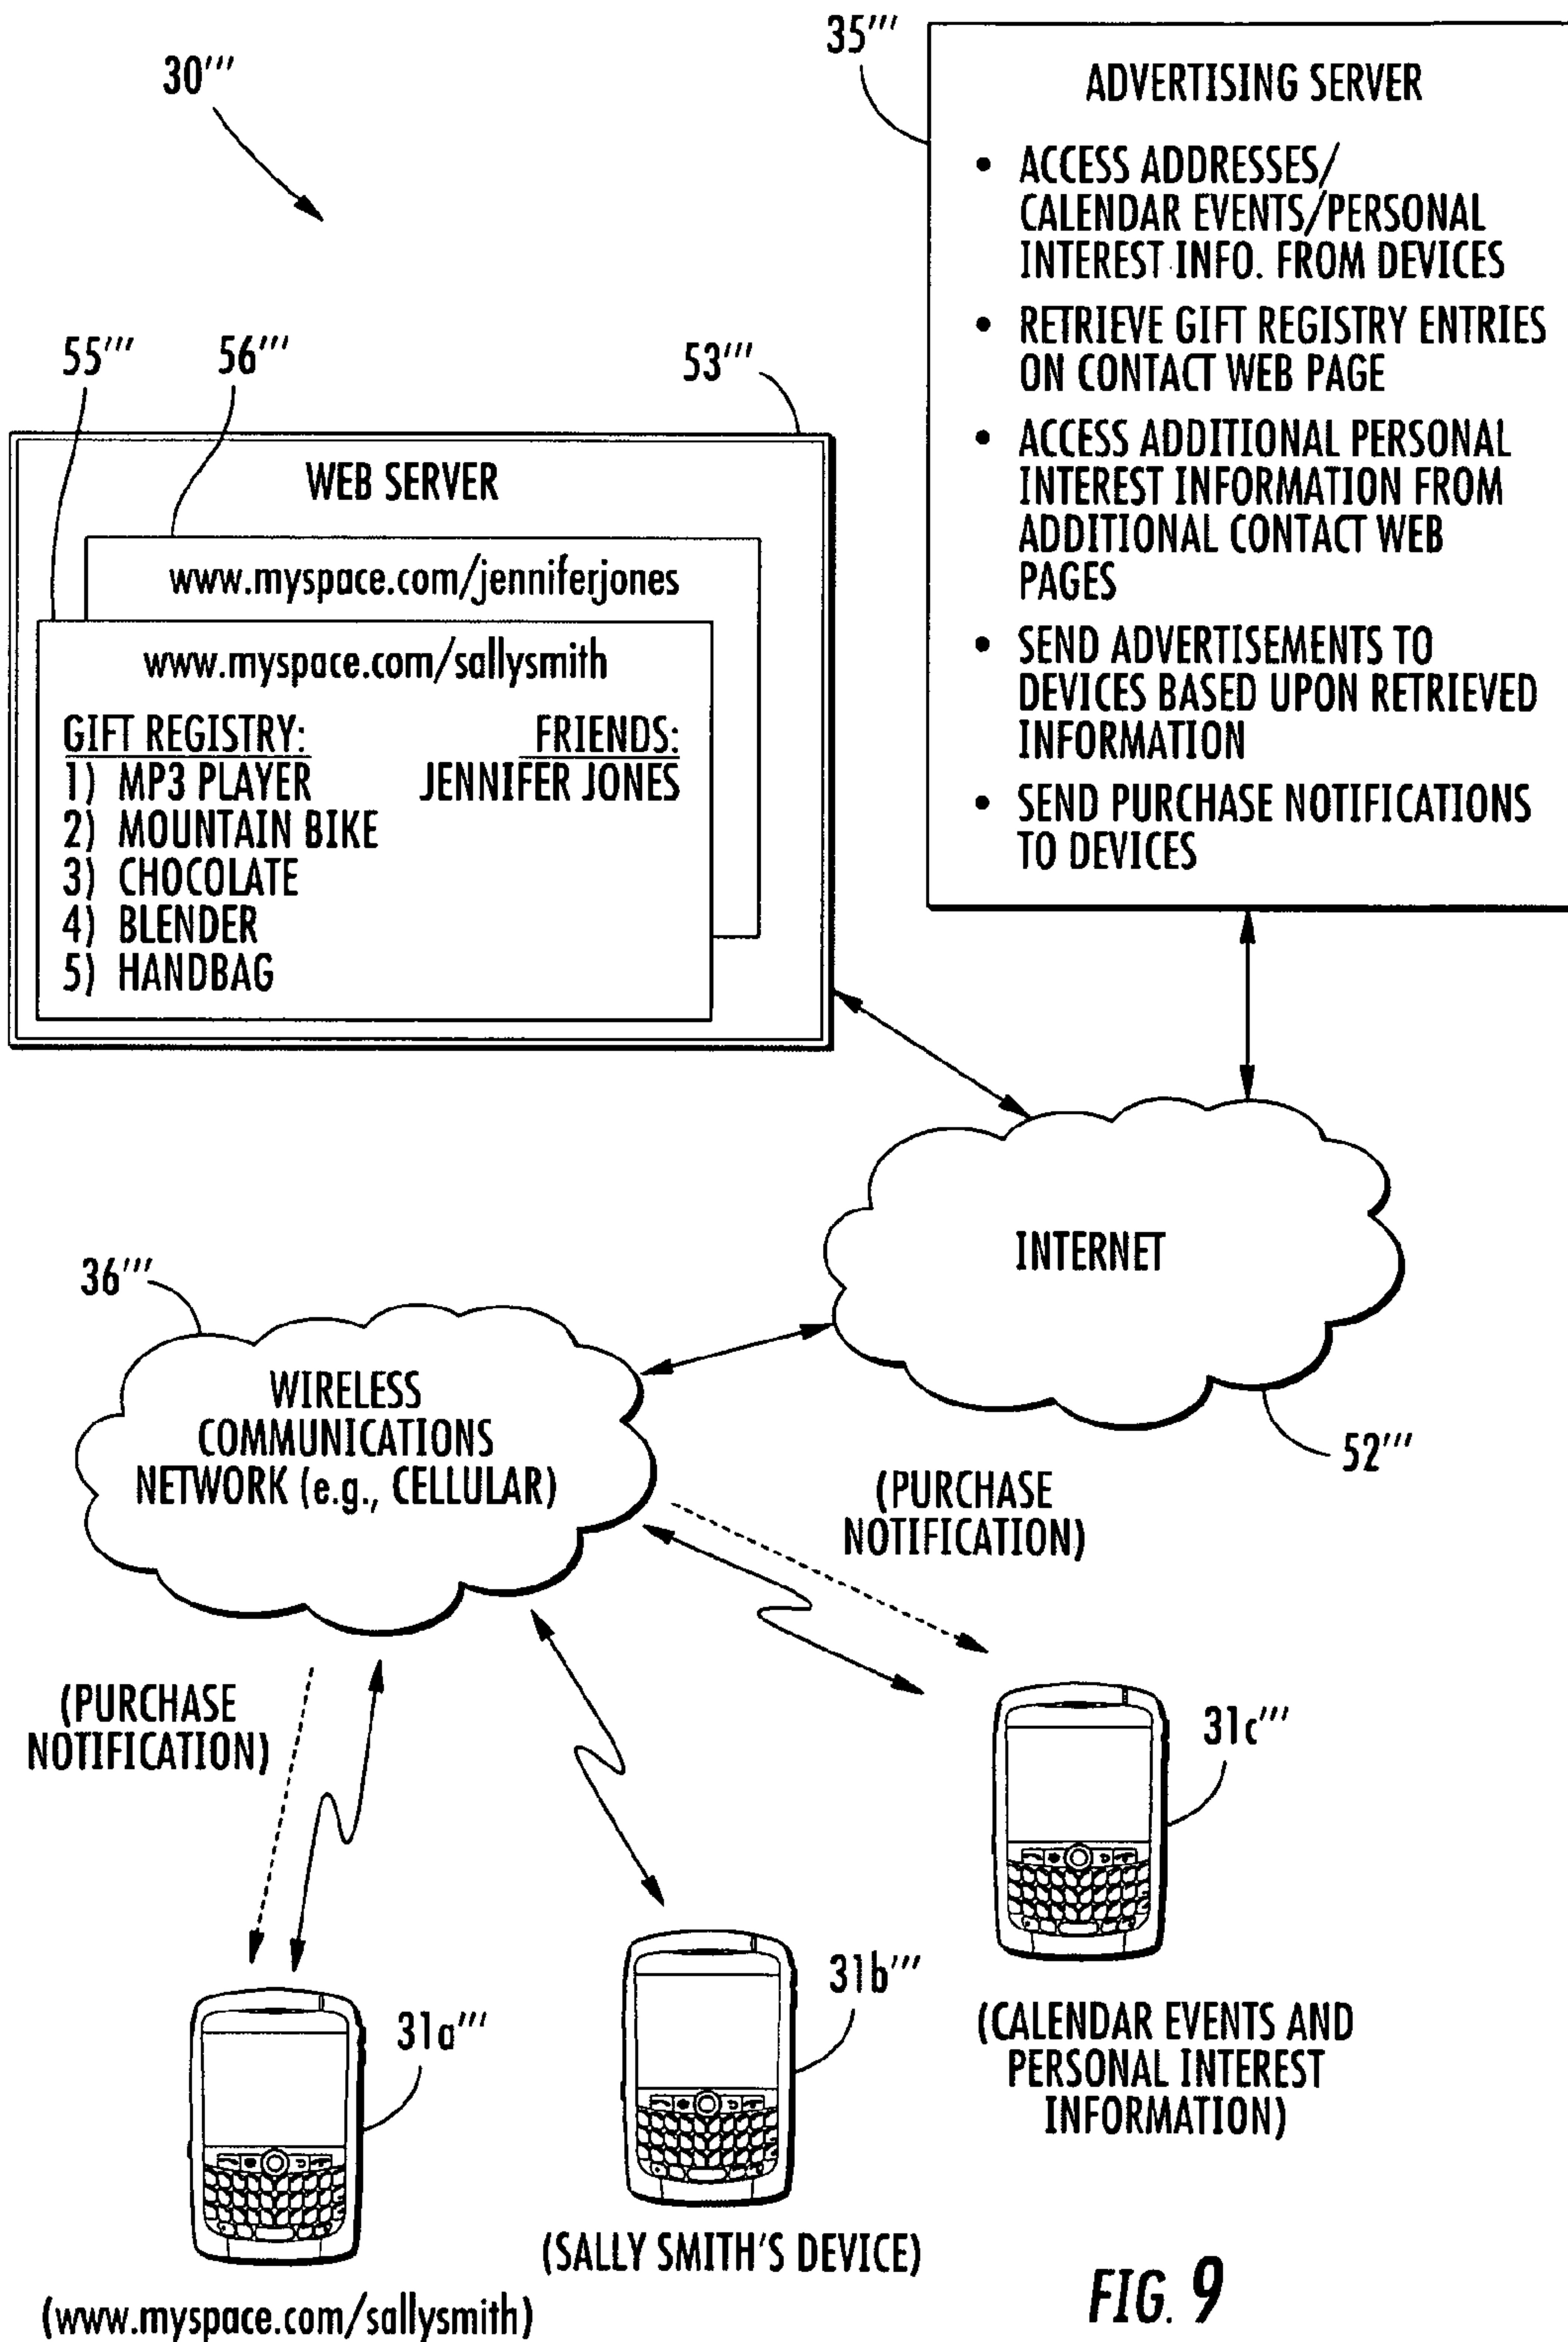 30'''
35'''
ADVERTISING SERVER
• ACCESS ADDRESSES/
CALENDAR EVENTS/PERSONAL
INTEREST INFO. FROM DEVICES
• RETRIEVE GIFT REGISTRY ENTRIES
ON CONTACT WEB PAGE
• ACCESS ADDITIONAL PERSONAL
INTEREST INFORMATION FROM
ADDITIONAL CONTACT WEB
PAGES
• SEND ADVERTISEMENTS TO
DEVICES BASED UPON RETRIEVED
INFORMATION
• SEND PURCHASE NOTIFICATIONS
TO DEVICES
55'''
56'''
53'''
WEB SERVER
www.myspace.com/jenniferjones
www.myspace.com/sallysmith
GIFT REGISTRY:
1) MP3 PLAYER
2) MOUNTAIN BIKE
3) CHOCOLATE
4) BLENDER
5) HANDBAG
FRIENDS:
JENNIFER JONES
INTERNET
52'''
36'''
WIRELESS
COMMUNICATIONS
NETWORK (e.g., CELLULAR)
(PURCHASE
NOTIFICATION)
(PURCHASE
NOTIFICATION)
31c'''
31b'''
31a'''
(CALENDAR EVENTS AND
PERSONAL INTEREST
INFORMATION)
(SALLY SMITH'S DEVICE)
(www.myspace.com/sallysmith)
FIG. 9